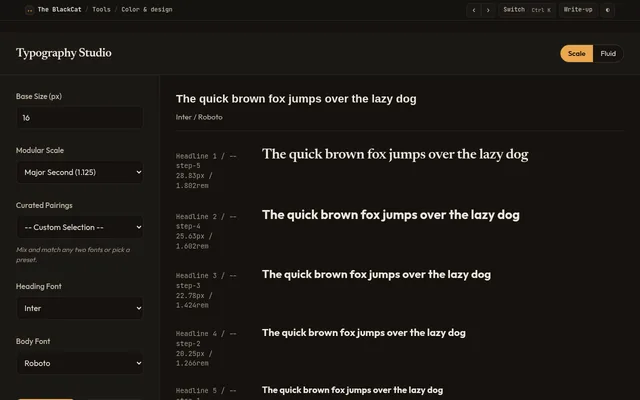 The BlackCat / Tools / Color & design
‹ › Switch Ctrl K Write-up
Typography Studio
Scale Fluid
Base Size (px)
16
Modular Scale
Major Second (1.125)
Curated Pairings
-- Custom Selection --
Mix and match any two fonts or pick a
preset.
Heading Font
Inter
Body Font
Roboto
The quick brown fox jumps over the lazy dog
Inter / Roboto
Headline 1 / --
step-5
28.83px /
1.802rem
The quick brown fox jumps over the lazy dog
Headline 2 / --
step-4
25.63px /
1.602rem
The quick brown fox jumps over the lazy dog
Headline 3 / --
step-3
22.78px /
1.424rem
The quick brown fox jumps over the lazy dog
Headline 4 / --
step-2
20.25px /
1.266rem
The quick brown fox jumps over the lazy dog
Headline 5 / --
The quick brown fox jumps over the lazy dog